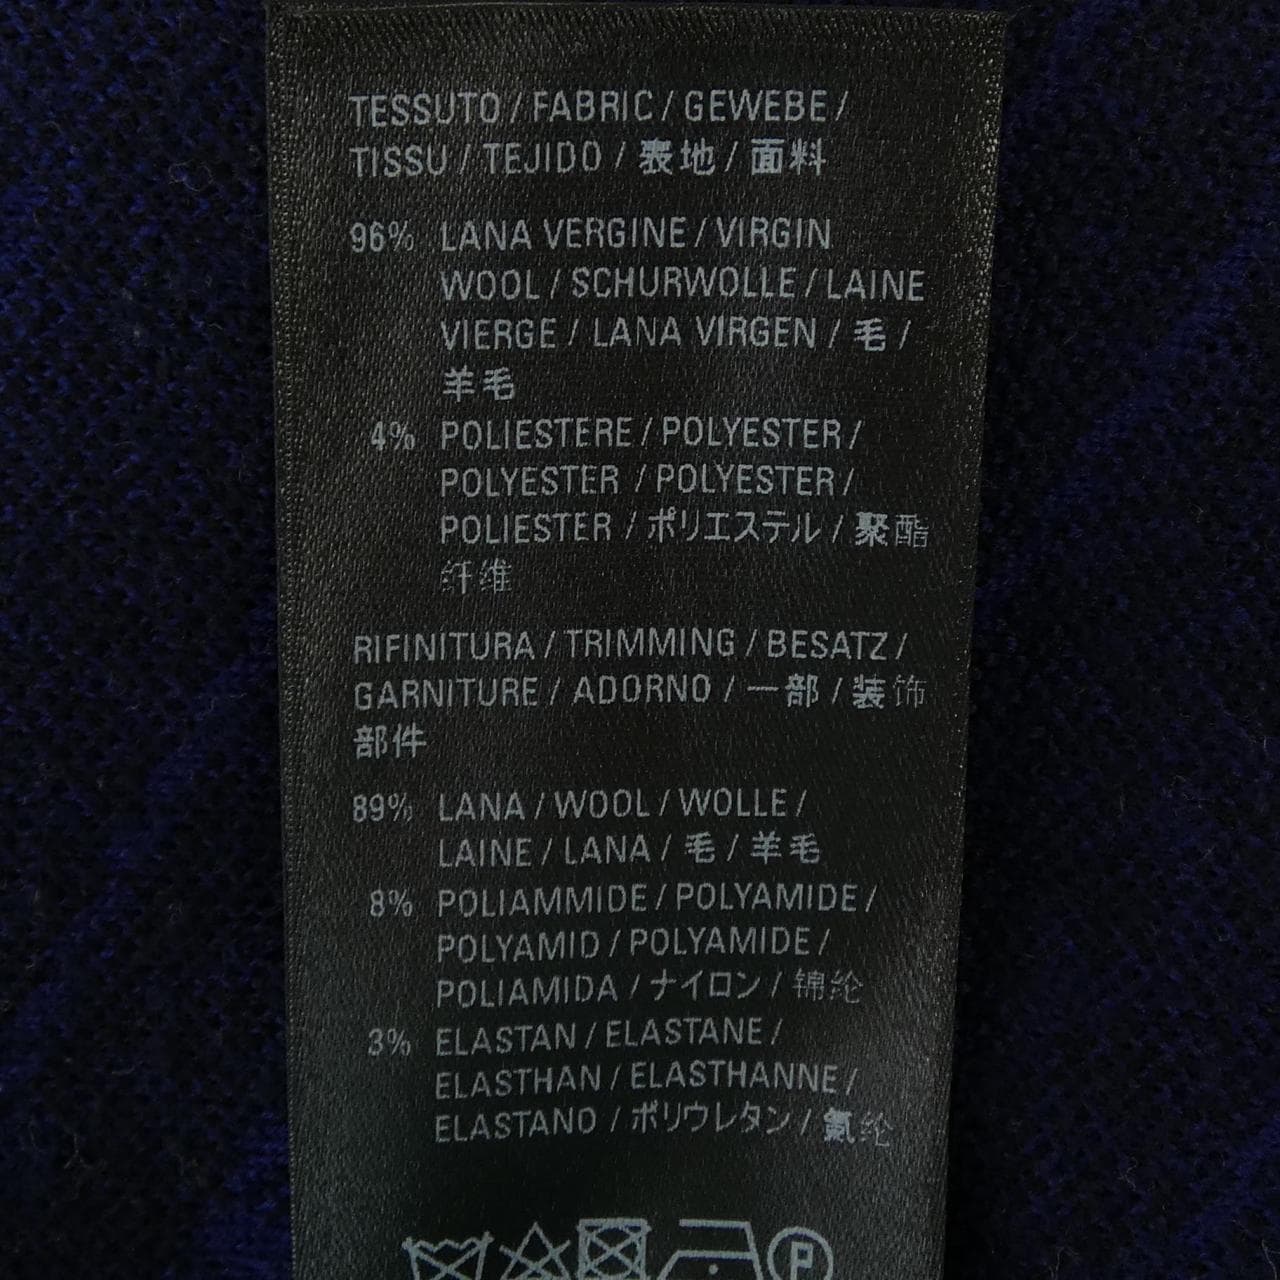 TESSUTO / FABRIC / GEWEBE /
TISSU / TEJIDO / 表地 / 面料
96% LANA VERGINE / VIRGIN
WOOL / SCHURWOLLE / LAINE
VIERGE / LANA VIRGEN / 毛 /
羊毛
4% POLIESTERE / POLYESTER /
POLYESTER / POLYESTER /
POLIESTER / ポリエステル / 聚酯
纤维
RIFINITURA / TRIMMING / BESATZ /
GARNITURE / ADORNO / 一部 / 装饰
部件
89% LANA / WOOL / WOLLE /
LAINE / LANA / 毛 / 羊毛
8% POLIAMMIDE / POLYAMIDE /
POLYAMID / POLYAMIDE /
POLIAMIDA / ナイロン / 锦纶
3% ELASTAN / ELASTANE /
ELASTHAN / ELASTHANNE /
ELASTANO / ポリウレタン / 氨纶
P